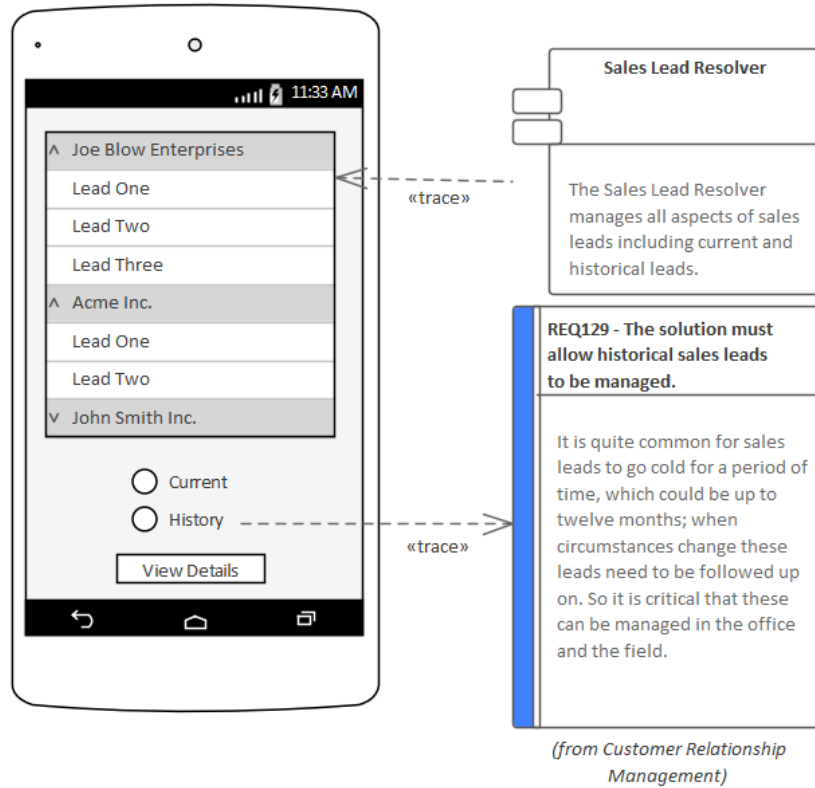 11:33 AM
Joe Blow Enterprises
Lead One
Lead Two
Lead Three
Acme Inc.
Lead One
Lead Two
John Smith Inc.
Current
History
View Details
«trace»
«trace»
Sales Lead Resolver
The Sales Lead Resolver
manages all aspects of sales
leads including current and
historical leads.
REQ129 - The solution must
allow historical sales leads
to be managed.
It is quite common for sales
leads to go cold for a period of
time, which could be up to
twelve months; when
circumstances change these
leads need to be followed up
on. So it is critical that these
can be managed in the office
and the field.
(from Customer Relationship
Management)